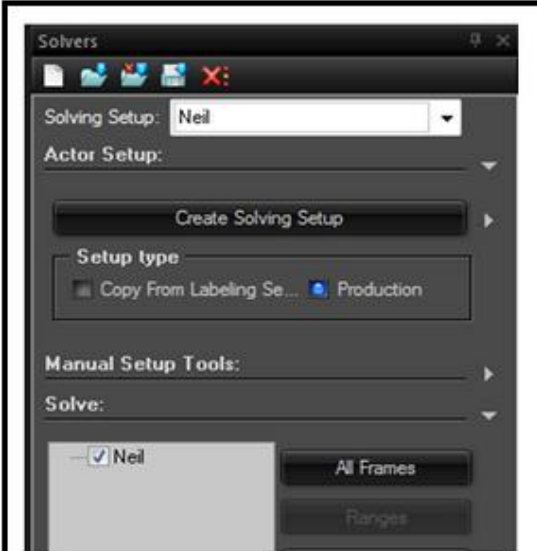 Solvers
Solving Setup: Neil
Actor Setup:
Create Solving Setup
Setup type
Copy From Labeling Se... Production
Manual Setup Tools:
Solve:
Neil
All Frames
Ranges